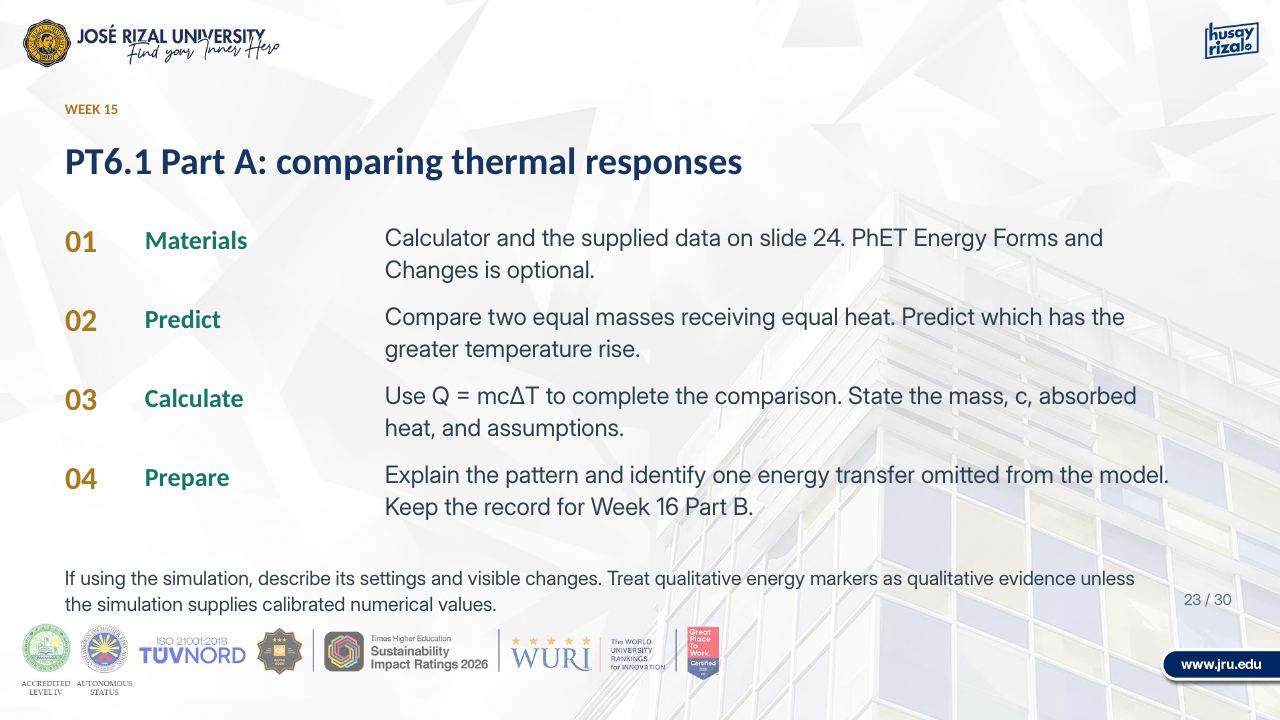 JOSÉ RIZAL UNIVERSITY
Find your Inner Hero
husay
rizal
WEEK 15
PT6.1 Part A: comparing thermal responses
01 Materials Calculator and the supplied data on slide 24. PhET Energy Forms and
Changes is optional.
02 Predict Compare two equal masses receiving equal heat. Predict which has the
greater temperature rise.
03 Calculate Use Q = mcΔT to complete the comparison. State the mass, c, absorbed
heat, and assumptions.
04 Prepare Explain the pattern and identify one energy transfer omitted from the model.
Keep the record for Week 16 Part B.
If using the simulation, describe its settings and visible changes. Treat qualitative energy markers as qualitative evidence unless
the simulation supplies calibrated numerical values.
23 / 30
ACCREDITED
LEVEL IV
AUTONOMOUS
STATUS
ISO 21001:2018
TÜVNORD
Times Higher Education
Sustainability
Impact Ratings 2026
WURI
The WORLD
UNIVERSITY
RANKINGS
for INNOVATION
Great
Place
To
Work.
Certified
www.jru.edu